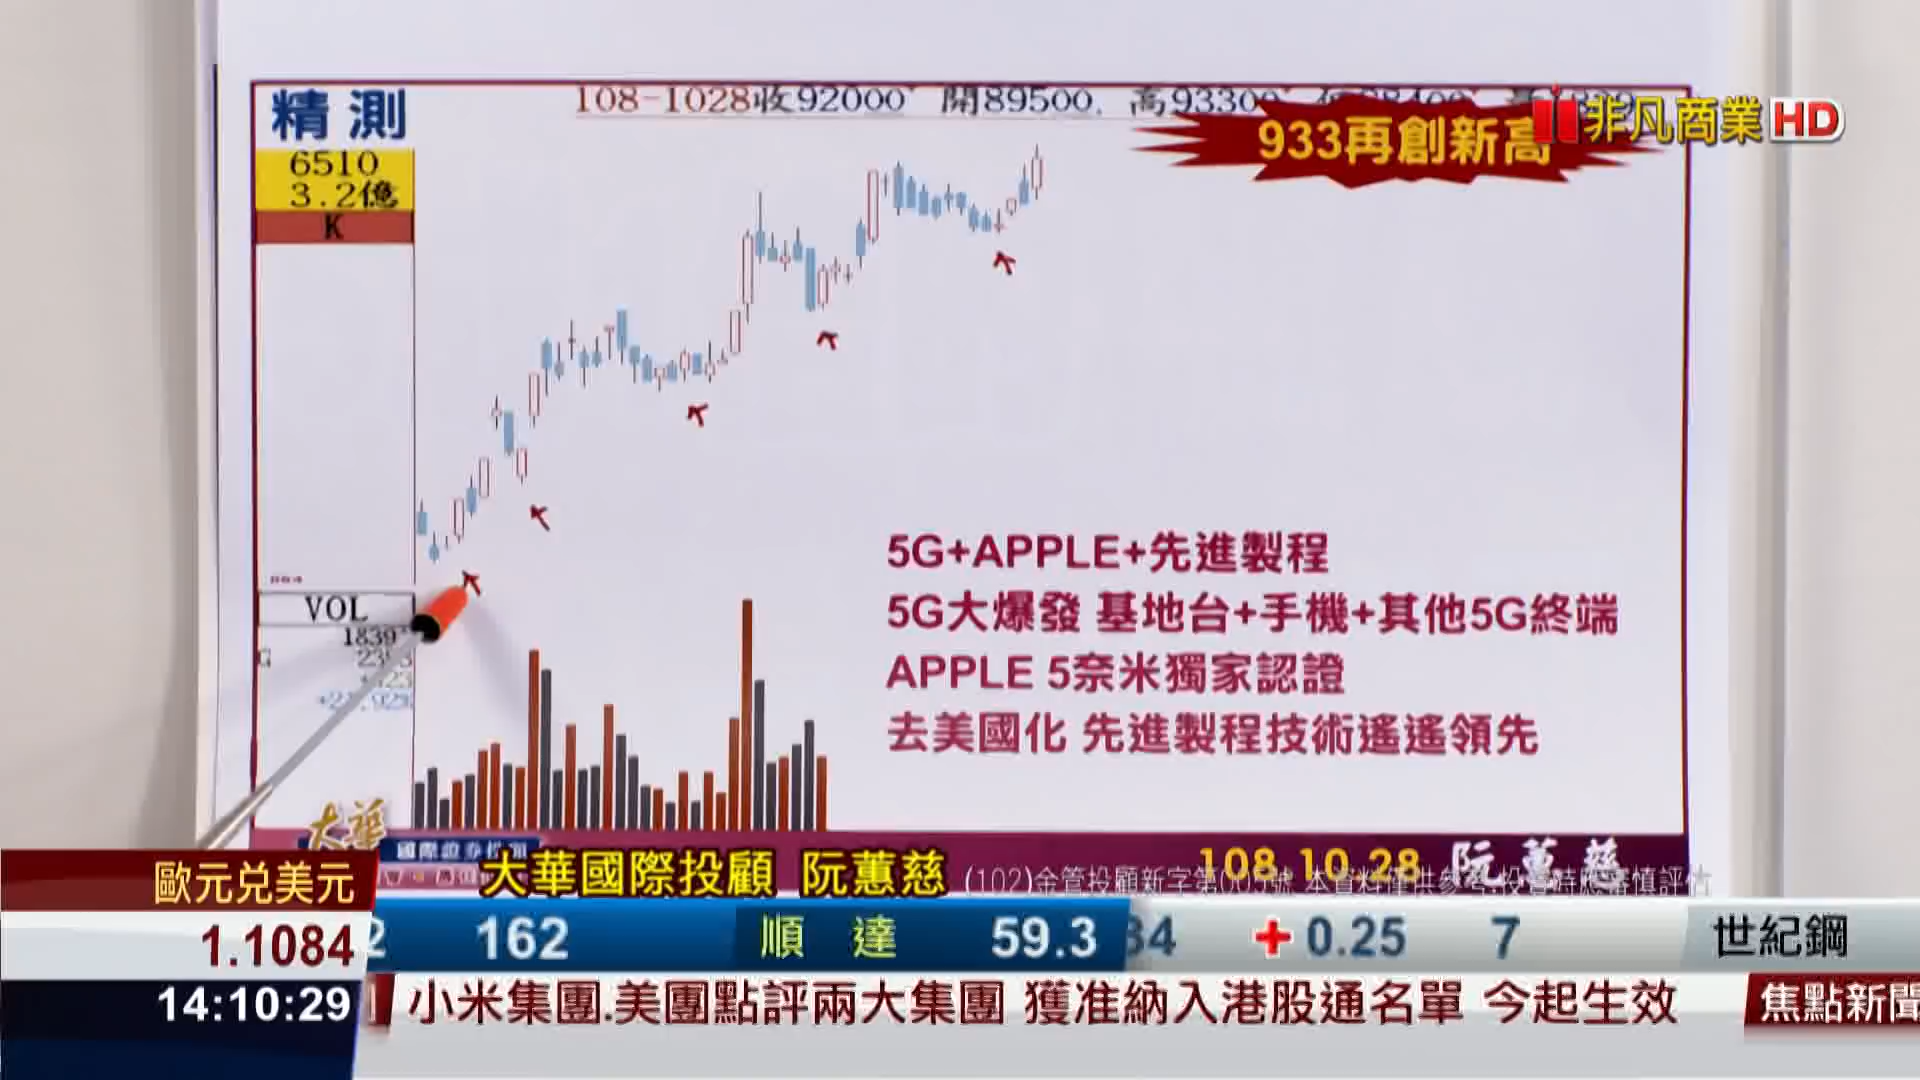 精測
108-1028收92000 開89500. 高93300
933再創新高
非凡商業HD
6510
3.2億
K
VOL
1839
5G+APPLE+先進製程
5G大爆發 基地台+手機+其他5G終端
APPLE 5奈米獨家認證
去美國化 先進製程技術遙遙領先
大華
108.10.28 阮蕙慈
大華國際投顧 阮蕙慈
(102)金管投顧新字第005號 本資料僅供參考.投資時應審慎評估
歐元兌美元
1.1084
162 順達 59.3
+0.25 7 世紀鋼
14:10:29
小米集團.美團點評兩大集團 獲准納入港股通名單 今起生效
焦點新聞